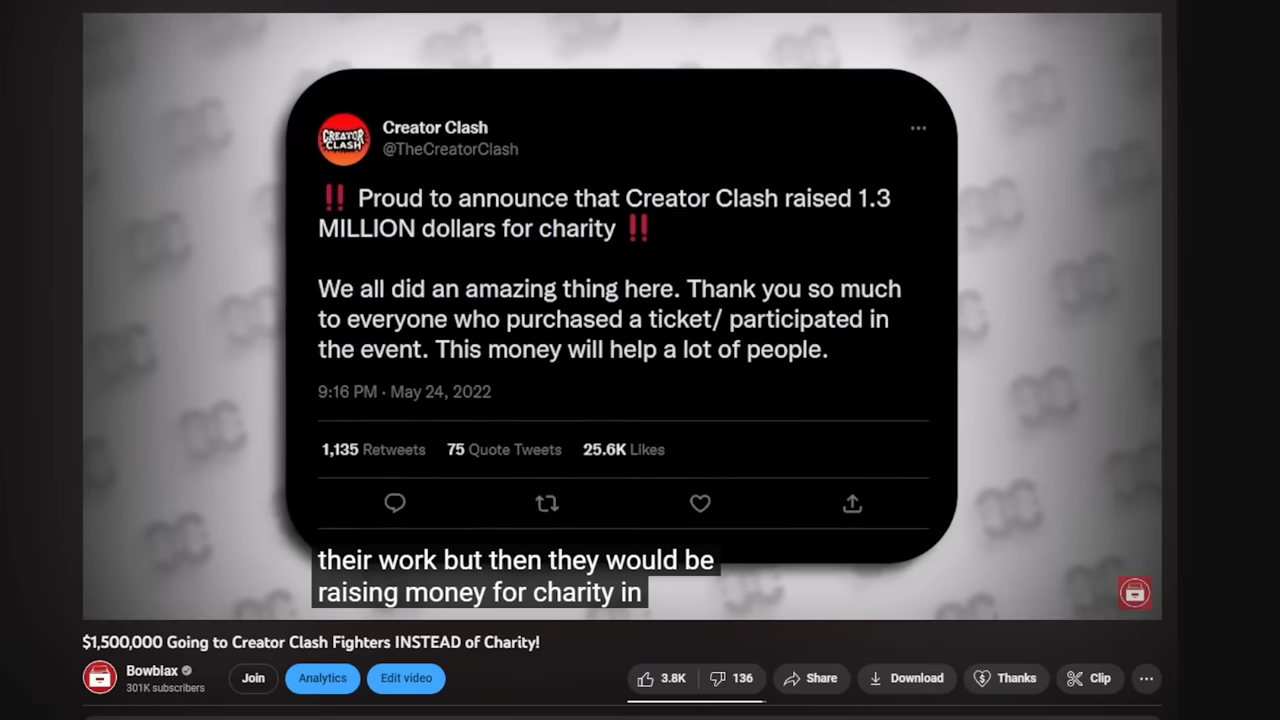 CREATOR
CLASH
Creator Clash
@TheCreatorClash
‼ Proud to announce that Creator Clash raised 1.3
MILLION dollars for charity ‼
We all did an amazing thing here. Thank you so much
to everyone who purchased a ticket/ participated in
the event. This money will help a lot of people.
9:16 PM · May 24, 2022
1,135 Retweets 75 Quote Tweets 25.6K Likes
their work but then they would be
raising money for charity in
$1,500,000 Going to Creator Clash Fighters INSTEAD of Charity!
Bowblax
301K subscribers
Join
Analytics
Edit video
3.8K
136
Share
Download
Thanks
Clip